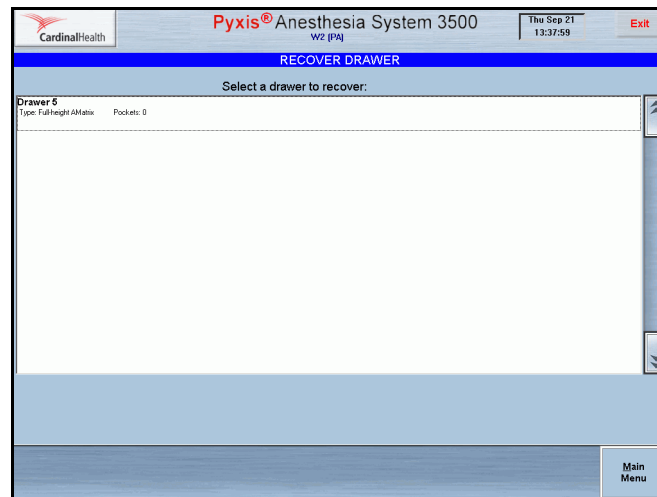 CardinalHealth
Pyxis® Anesthesia System 3500
W2 (PA)
Thu Sep 21
13:37:59
Exit
RECOVER DRAWER
Select a drawer to recover:
Drawer 5
Type: Full-height AMatrix Pockets: 0
Main
Menu